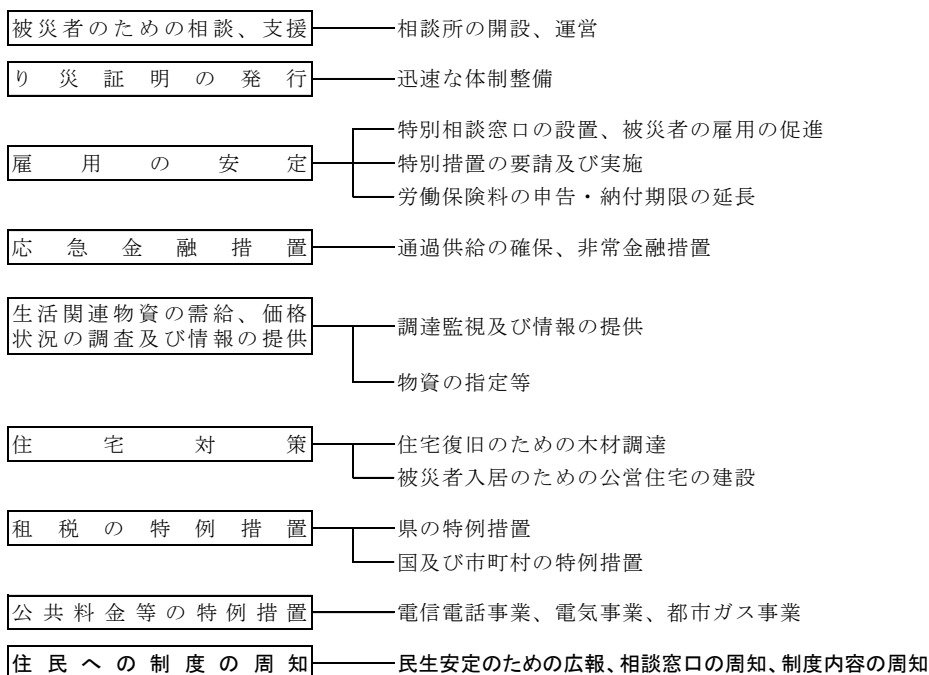 被災者のための相談、支援 相談所の開設、運営
り災証明の発行 迅速な体制整備
特別相談窓口の設置、被災者の雇用の促進
雇用の安定 特別措置の要請及び実施
労働保険料の申告・納付期限の延長
応急金融措置 通過供給の確保、非常金融措置
生活関連物資の需給、価格
状況の調査及び情報の提供
調達監視及び情報の提供
物資の指定等
住宅対策 住宅復旧のための木材調達
被災者入居のための公営住宅の建設
租税の特例措置 県の特例措置
国及び市町村の特例措置
公共料金等の特例措置 電信電話事業、電気事業、都市ガス事業
住民への制度の周知 民生安定のための広報、相談窓口の周知、制度内容の周知